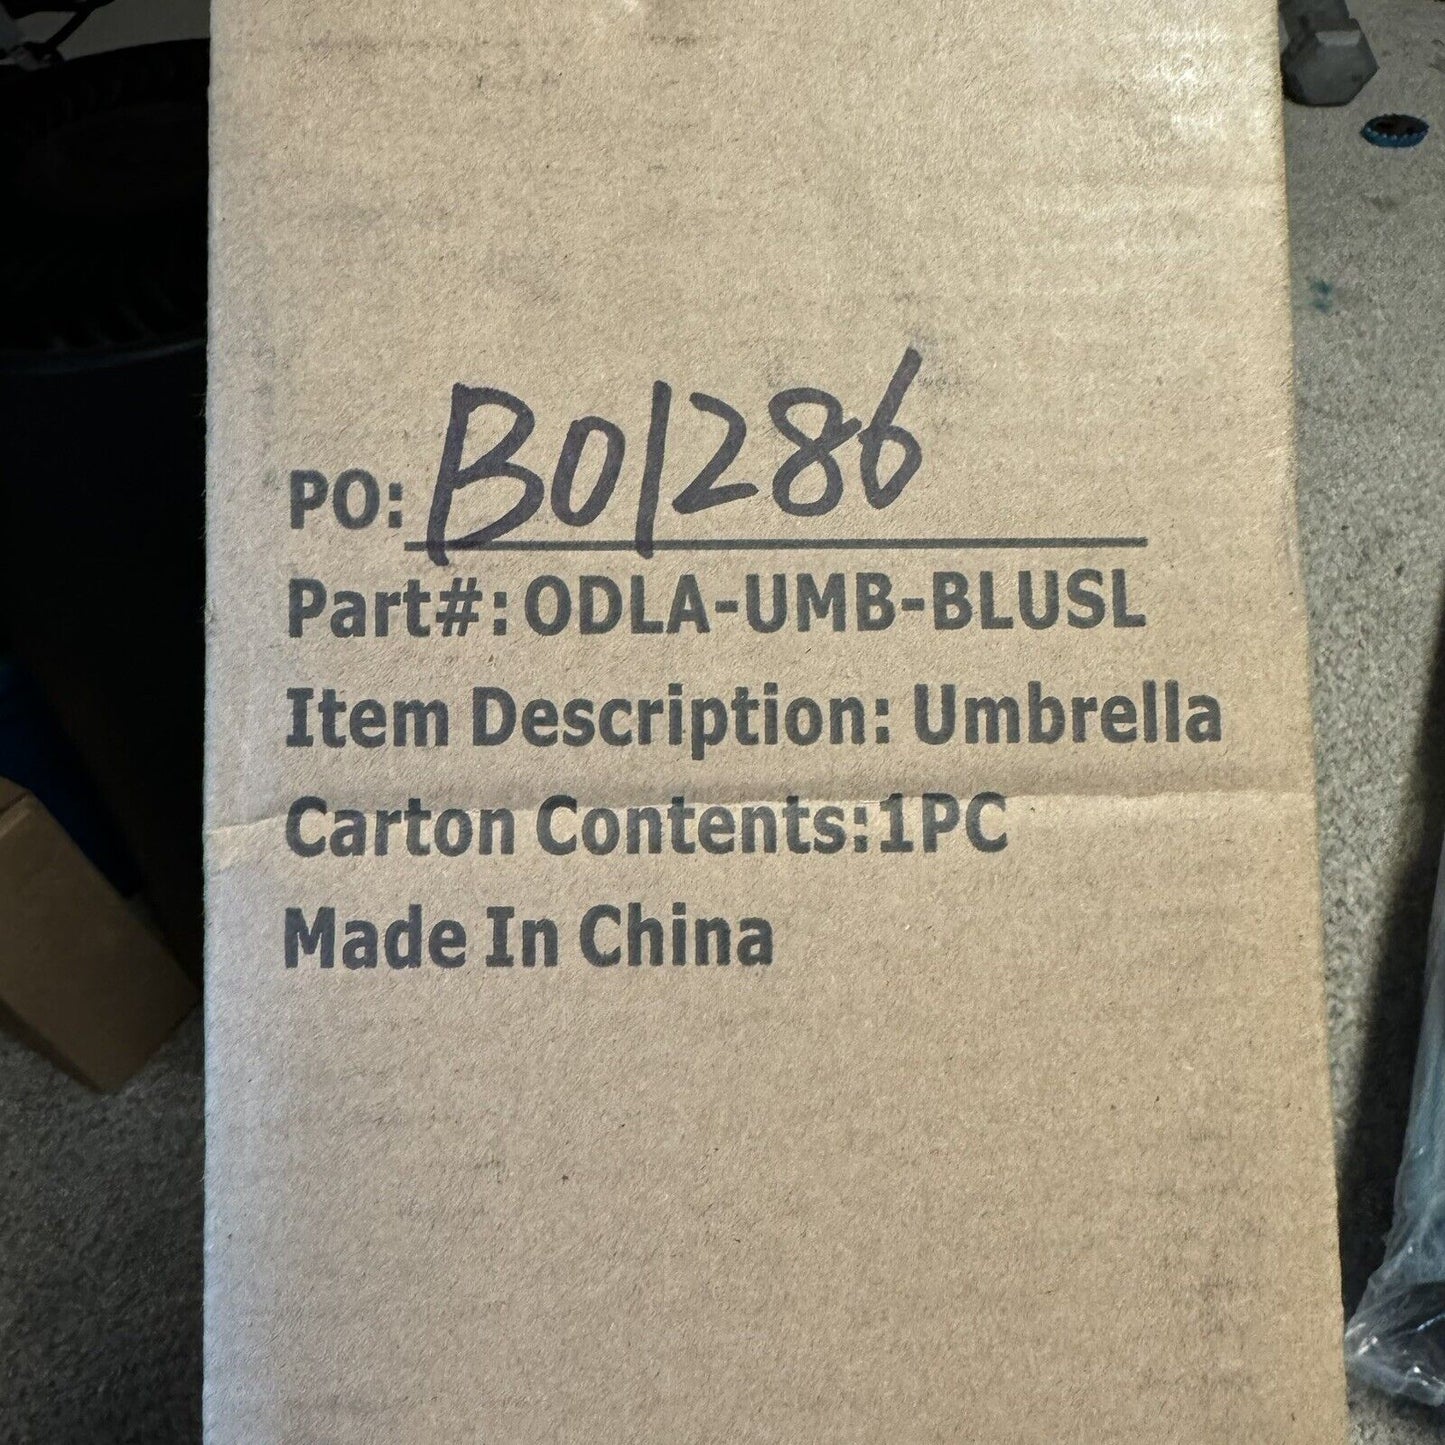 PO: B01286
Part#: ODLA-UMB-BLUSL
Item Description: Umbrella
Carton Contents:1PC
Made In China